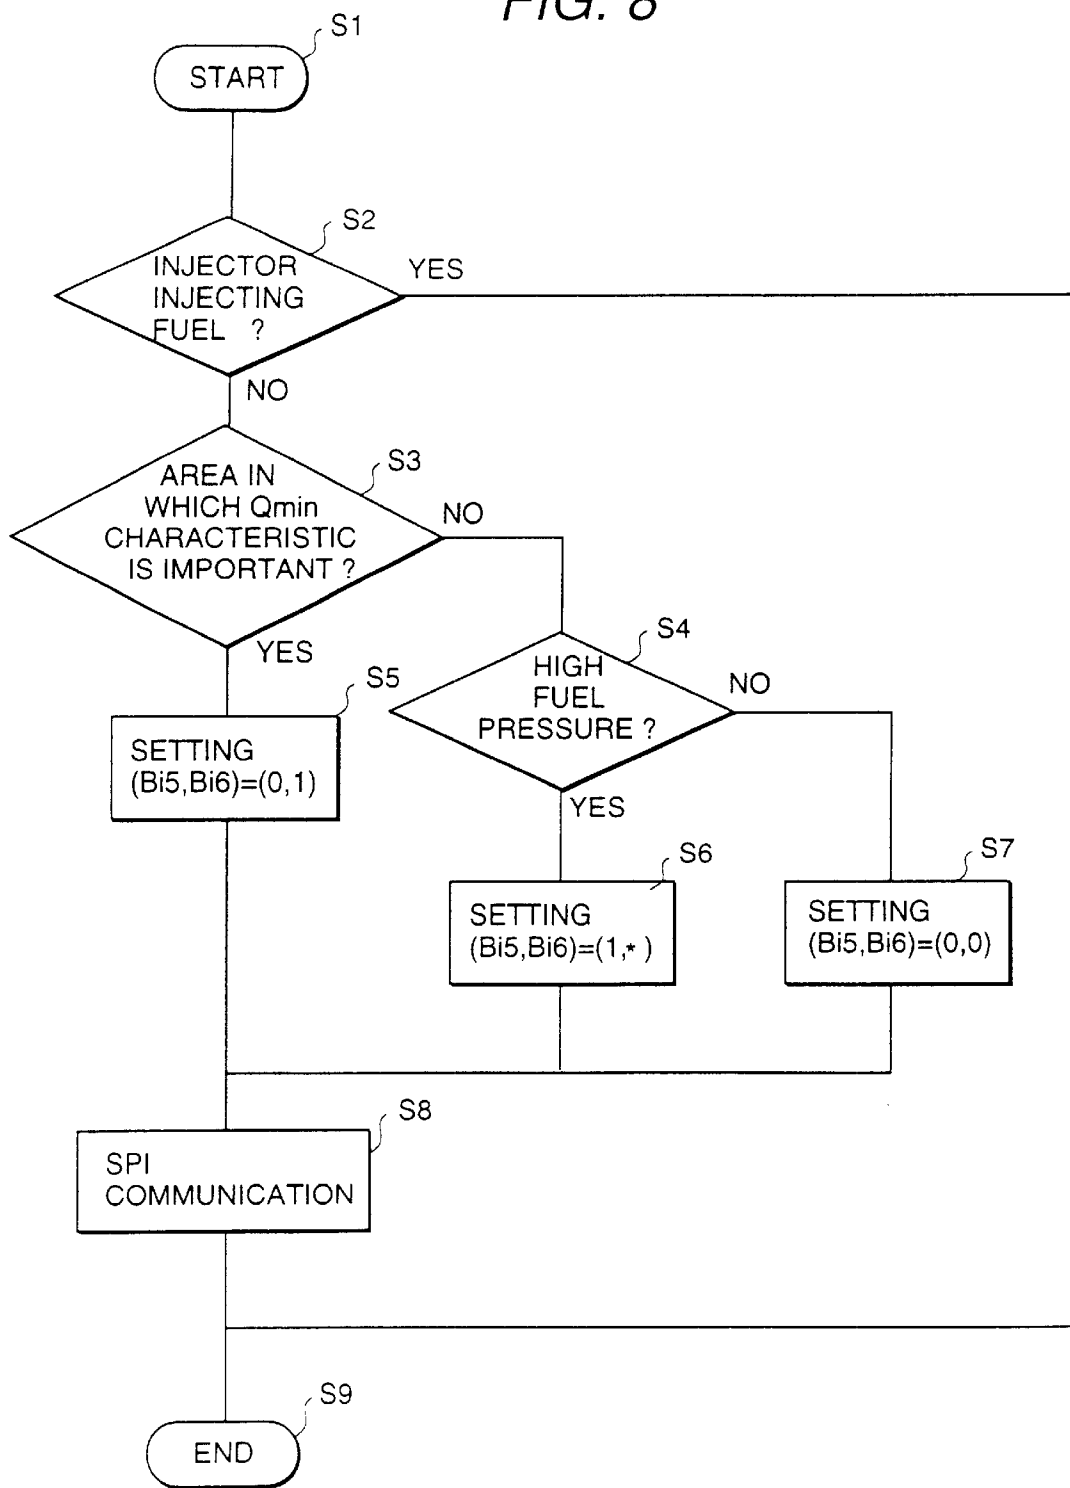 FIG. 8
S1
START
S2
INJECTOR
INJECTING
FUEL ?
YES
NO
S3
AREA IN
WHICH Qmin
CHARACTERISTIC
IS IMPORTANT ?
NO
YES
S4
HIGH
FUEL
PRESSURE ?
NO
YES
S5
SETTING
(Bi5,Bi6)=(0,1)
S6
SETTING
(Bi5,Bi6)=(1,*)
S7
SETTING
(Bi5,Bi6)=(0,0)
S8
SPI
COMMUNICATION
S9
END